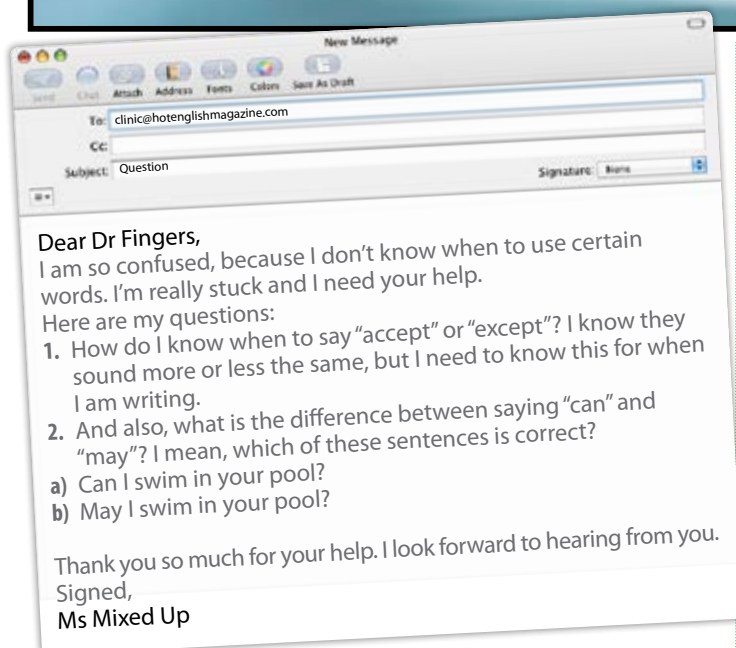 New Message
Send Chat Attach Address Fonts Colors Save As Draft
To: clinic@hotenglishmagazine.com
Cc:
Subject: Question
Signature: None
Dear Dr Fingers,
I am so confused, because I don’t know when to use certain
words. I’m really stuck and I need your help.
Here are my questions:
1. How do I know when to say “accept” or “except”? I know they
sound more or less the same, but I need to know this for when
I am writing.
2. And also, what is the difference between saying “can” and
“may”? I mean, which of these sentences is correct?
a) Can I swim in your pool?
b) May I swim in your pool?
Thank you so much for your help. I look forward to hearing from you.
Signed,
Ms Mixed Up